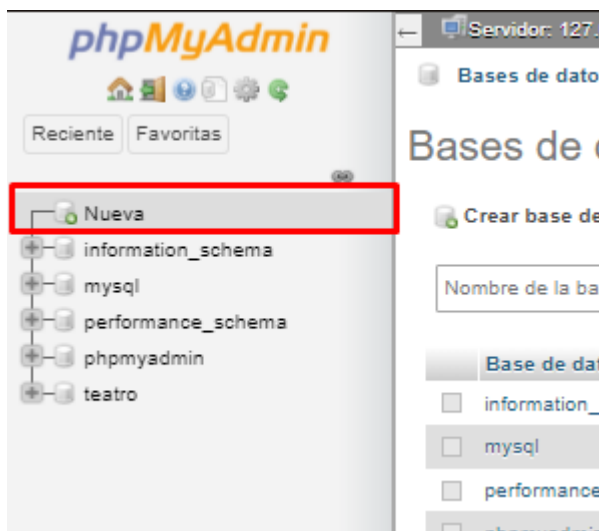 phpMyAdmin
Reciente Favoritas
Nueva
information_schema
mysql
performance_schema
phpmyadmin
teatro
Servidor: 127.
Bases de dato
Bases de
Crear base de
Nombre de la ba
Base de dat
information_
mysql
performance